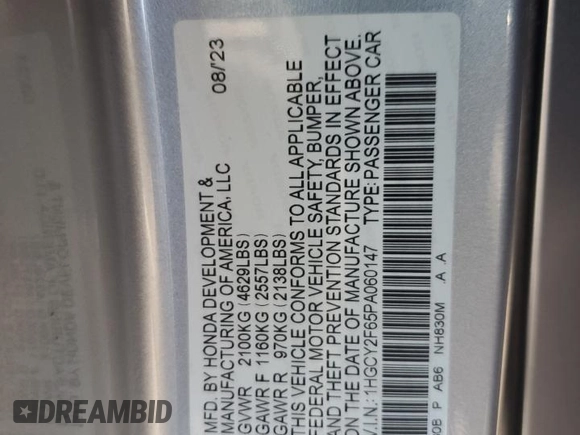 MFD. BY HONDA DEVELOPMENT & 08/23
MANUFACTURING OF AMERICA, LLC
GVWR 2100KG (4629LBS)
GAWR F 1160KG (2557LBS)
GAWR R 970KG (2138LBS)
THIS VEHICLE CONFORMS TO ALL APPLICABLE
FEDERAL MOTOR VEHICLE SAFETY, BUMPER,
AND THEFT PREVENTION STANDARDS IN EFFECT
ON THE DATE OF MANUFACTURE SHOWN ABOVE.
V.I.N.: 1HGCY2F65PA060147 TYPE: PASSENGER CAR
P AB6 NH830M A A
DREAMBID